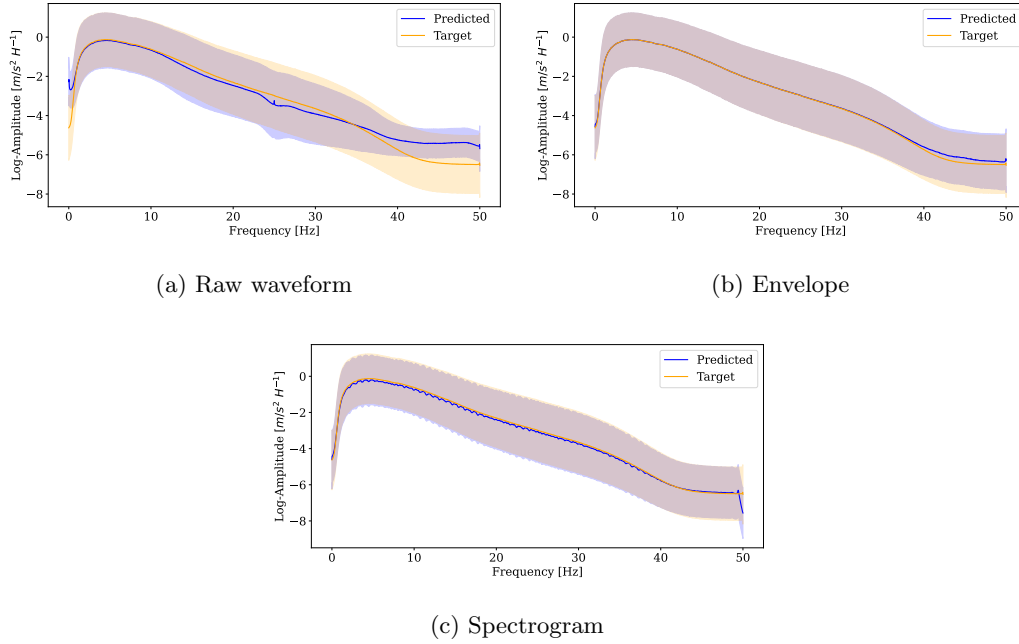 Predicted
Target
Log-Amplitude [m/s² H⁻¹]
0
−2
−4
−6
−8
0 10 20 30 40 50
Frequency [Hz]
(a) Raw waveform
Predicted
Target
Log-Amplitude [m/s² H⁻¹]
0
−2
−4
−6
−8
0 10 20 30 40 50
Frequency [Hz]
(b) Envelope
Predicted
Target
Log-Amplitude [m/s² H⁻¹]
0
−2
−4
−6
−8
0 10 20 30 40 50
Frequency [Hz]
(c) Spectrogram